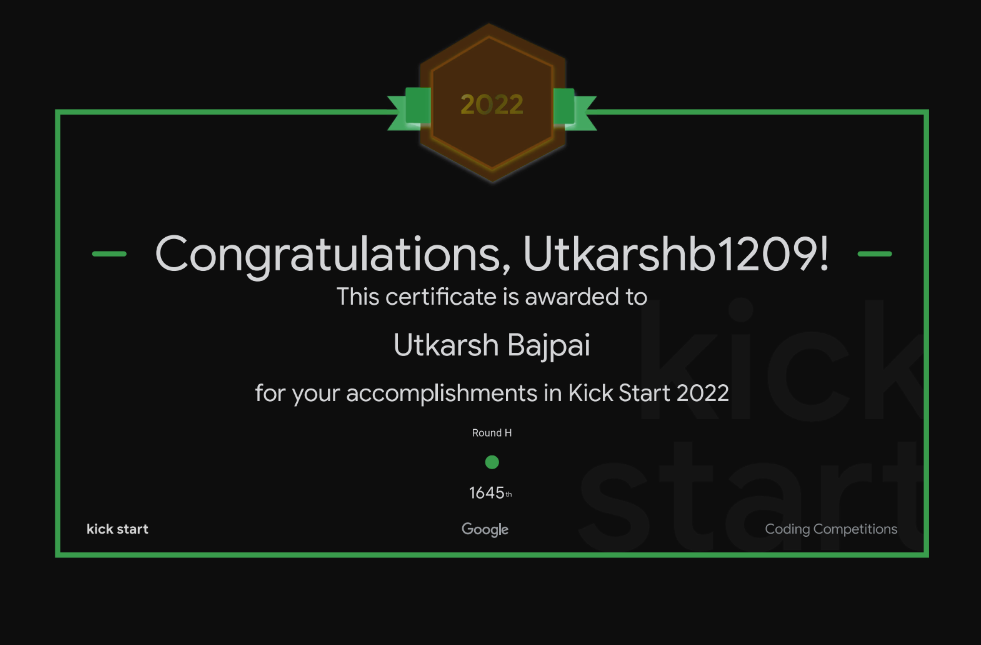 2022
Congratulations, Utkarshb1209!
This certificate is awarded to
Utkarsh Bajpai
for your accomplishments in Kick Start 2022
Round H
1645th
kick start
Google
Coding Competitions
kick
start